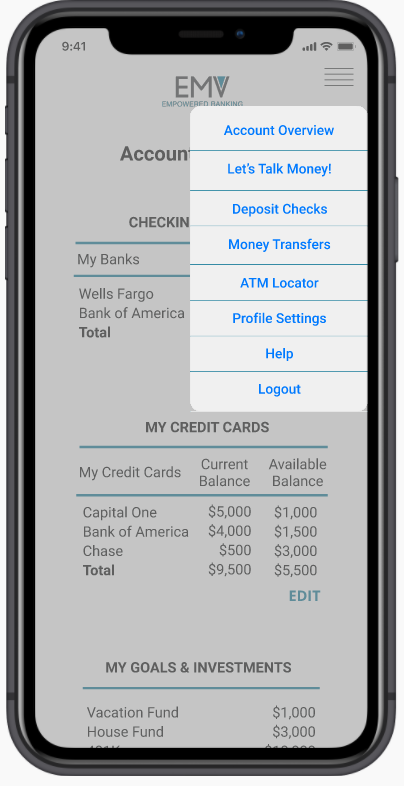 9:41
EMV
EMPOWERED BANKING
Account Overview
Let's Talk Money!
Deposit Checks
Money Transfers
ATM Locator
Profile Settings
Help
Logout
My Banks
Wells Fargo
Bank of America
Total
MY CREDIT CARDS
My Credit Cards Current Balance Available Balance
Capital One $5,000 $1,000
Bank of America $4,000 $1,500
Chase $500 $3,000
Total $9,500 $5,500
EDIT
MY GOALS & INVESTMENTS
Vacation Fund $1,000
House Fund $3,000